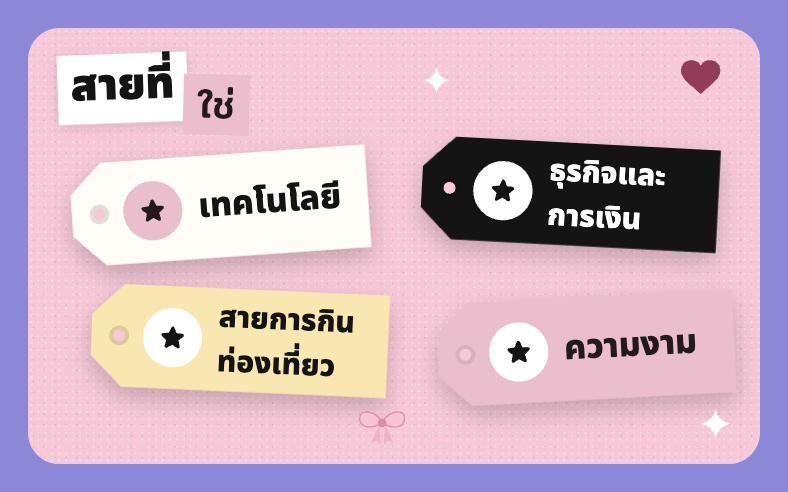 สายที่
ใช่
เทคโนโลยี
ธุรกิจและ
การเงิน
สายการกิน
ท่องเที่ยว
ความงาม